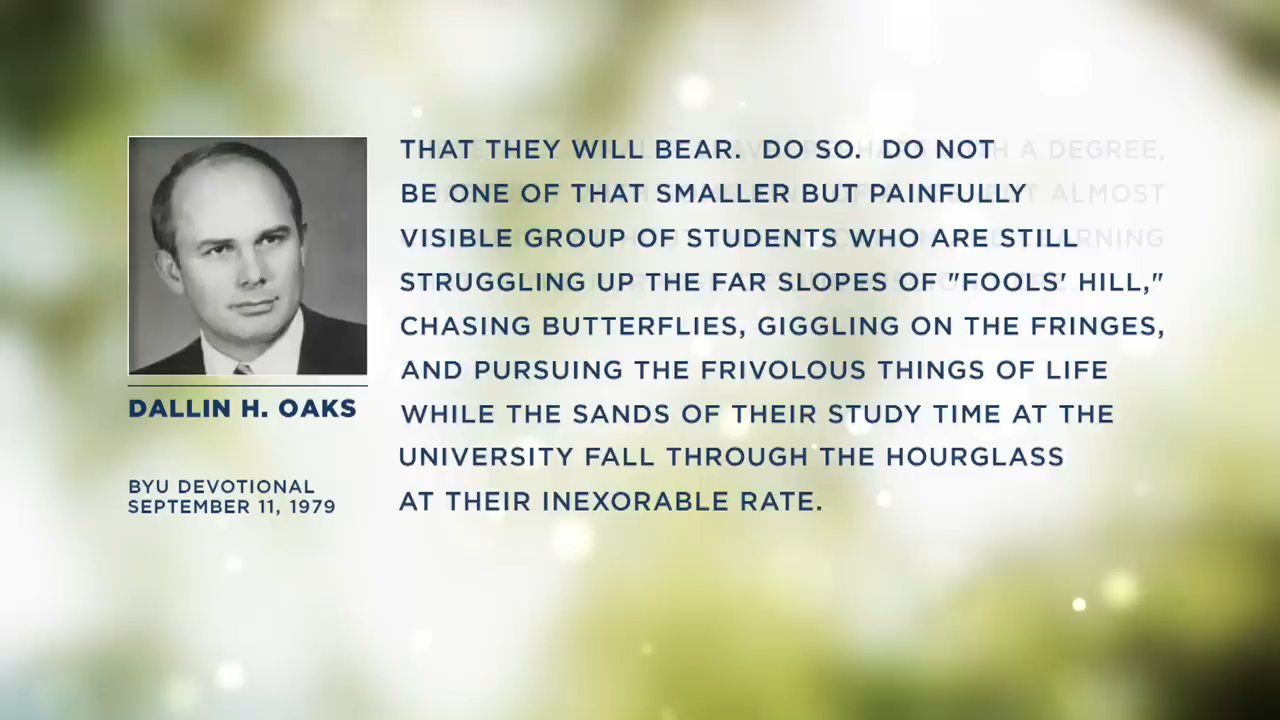 THAT THEY WILL BEAR. DO SO. DO NOT
BE ONE OF THAT SMALLER BUT PAINFULLY
VISIBLE GROUP OF STUDENTS WHO ARE STILL
STRUGGLING UP THE FAR SLOPES OF "FOOLS' HILL,"
CHASING BUTTERFLIES, GIGGLING ON THE FRINGES,
AND PURSUING THE FRIVOLOUS THINGS OF LIFE
WHILE THE SANDS OF THEIR STUDY TIME AT THE
UNIVERSITY FALL THROUGH THE HOURGLASS
AT THEIR INEXORABLE RATE.
DALLIN H. OAKS
BYU DEVOTIONAL
SEPTEMBER 11, 1979
A DEGREE,
ALMOST